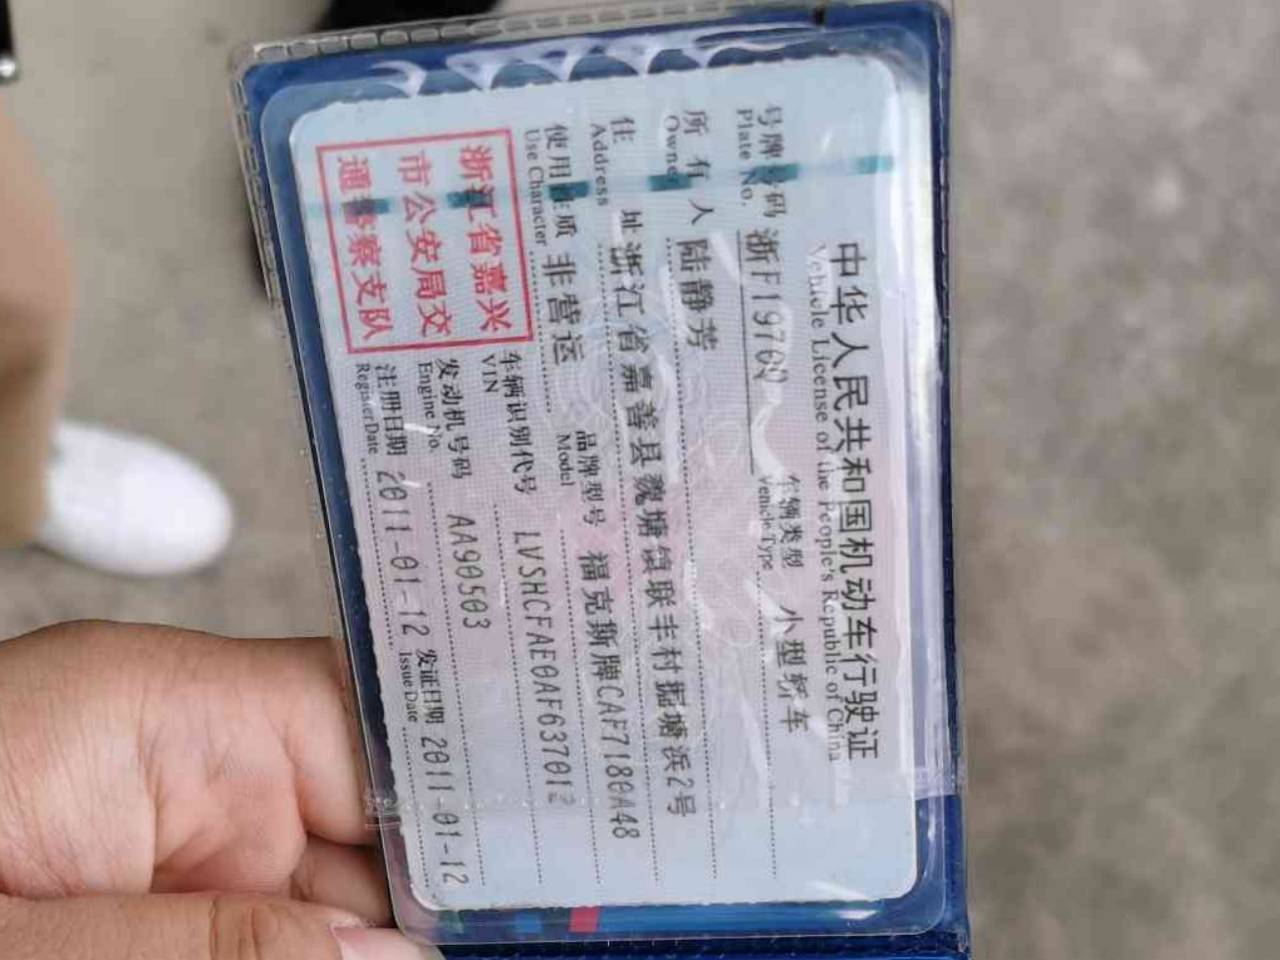 中华人民共和国机动车行驶证
Vehicle License of the People's Republic of China
号牌号码 浙F1970Q 车辆类型 小型轿车
Plate No. Vehicle Type
所有人 陆静芳
Owner
住址 浙江省嘉善县魏塘镇联丰村掘塘浜2号
Address
使用性质 非营运 品牌型号 福克斯牌CAF7180A48
Use Character Model
浙江省嘉兴
市公安局交
通警察支队
车辆识别代号 LVSHCFAE0AF637012
VIN
发动机号码 AA90503
Engine No.
注册日期 2011-01-12 发证日期 2011-01-12
Register Date Issue Date